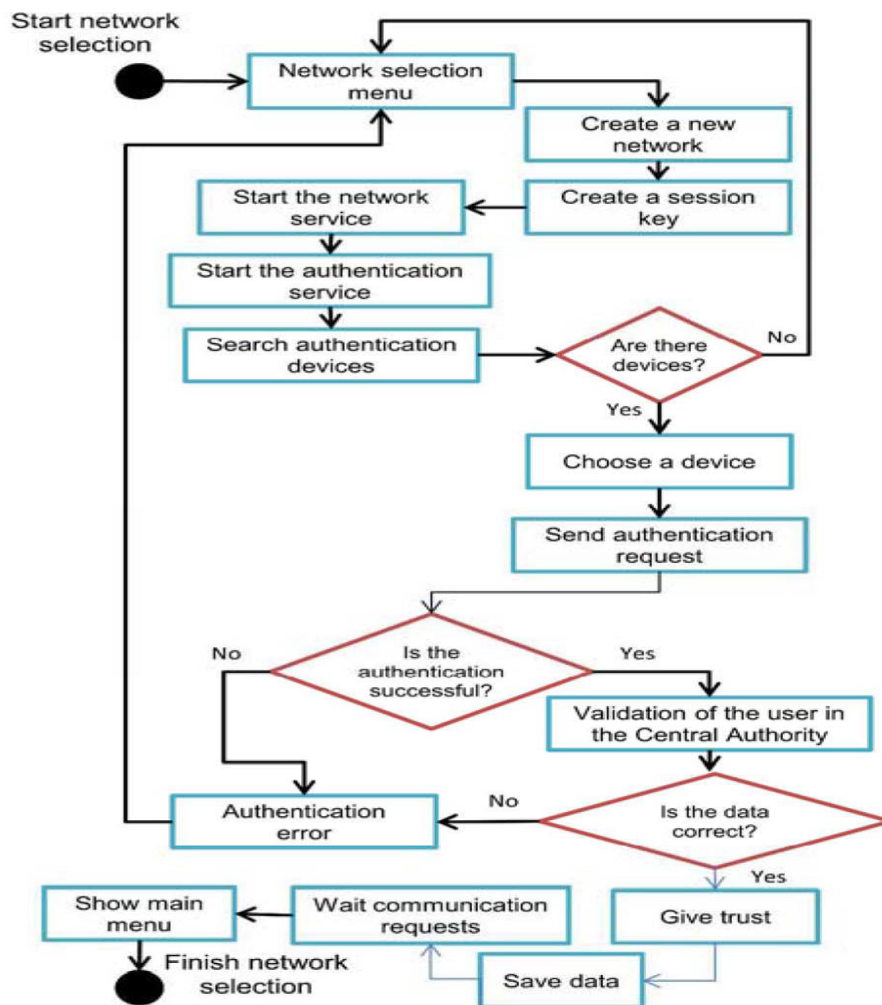 Start network
selection
Network selection
menu
Create a new
network
Create a session
key
Start the network
service
Start the authentication
service
Search authentication
devices
Are there
devices?
No
Yes
Choose a device
Send authentication
request
Is the
authentication
successful?
No
Yes
Validation of the user in
the Central Authority
Is the data
correct?
No
Authentication
error
Yes
Give trust
Save data
Wait communication
requests
Show main
menu
Finish network
selection